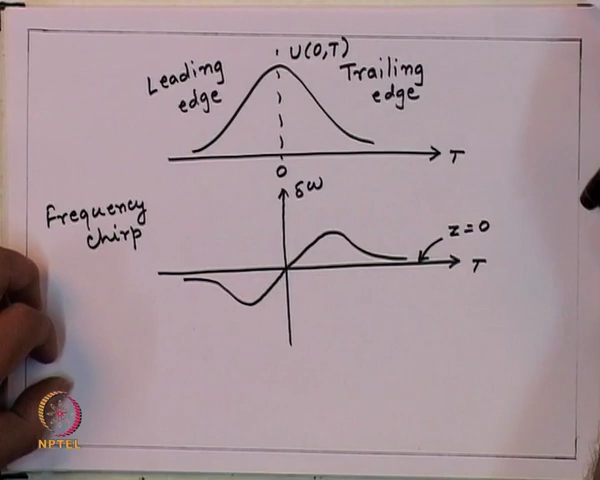 U(0,T)
Leading
edge
Trailing
edge
T
0
δω
Frequency
chirp
z=0
T
NPTEL